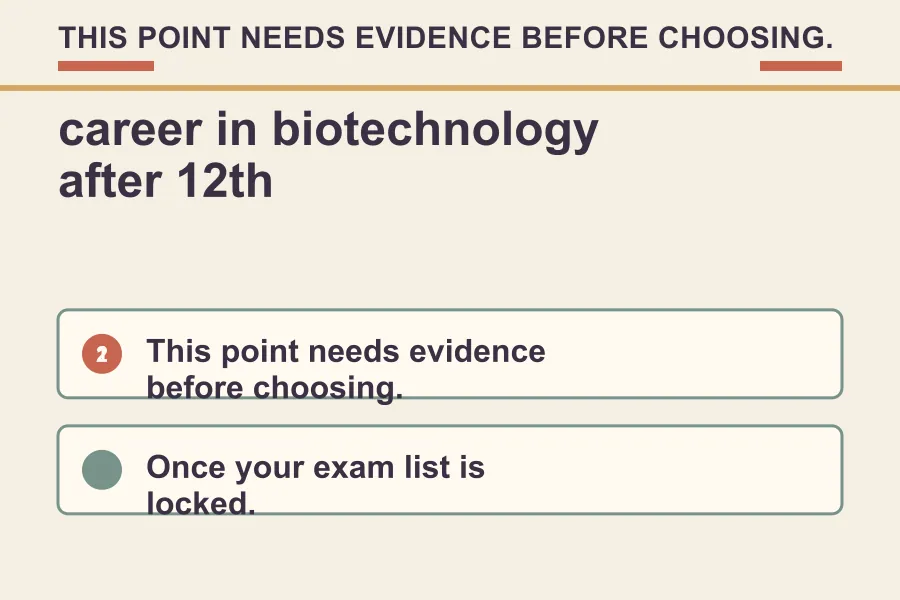 THIS POINT NEEDS EVIDENCE BEFORE CHOOSING.
career in biotechnology
after 12th
2
This point needs evidence
before choosing.
Once your exam list is
locked.